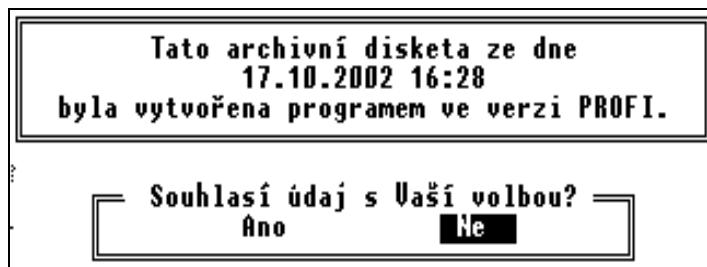 Tato archivní disketa ze dne
17.10.2002 16:28
byla vytvořena programem ve verzi PROFI.
Souhlasí údaj s Vaší volbou?
Ano Ne